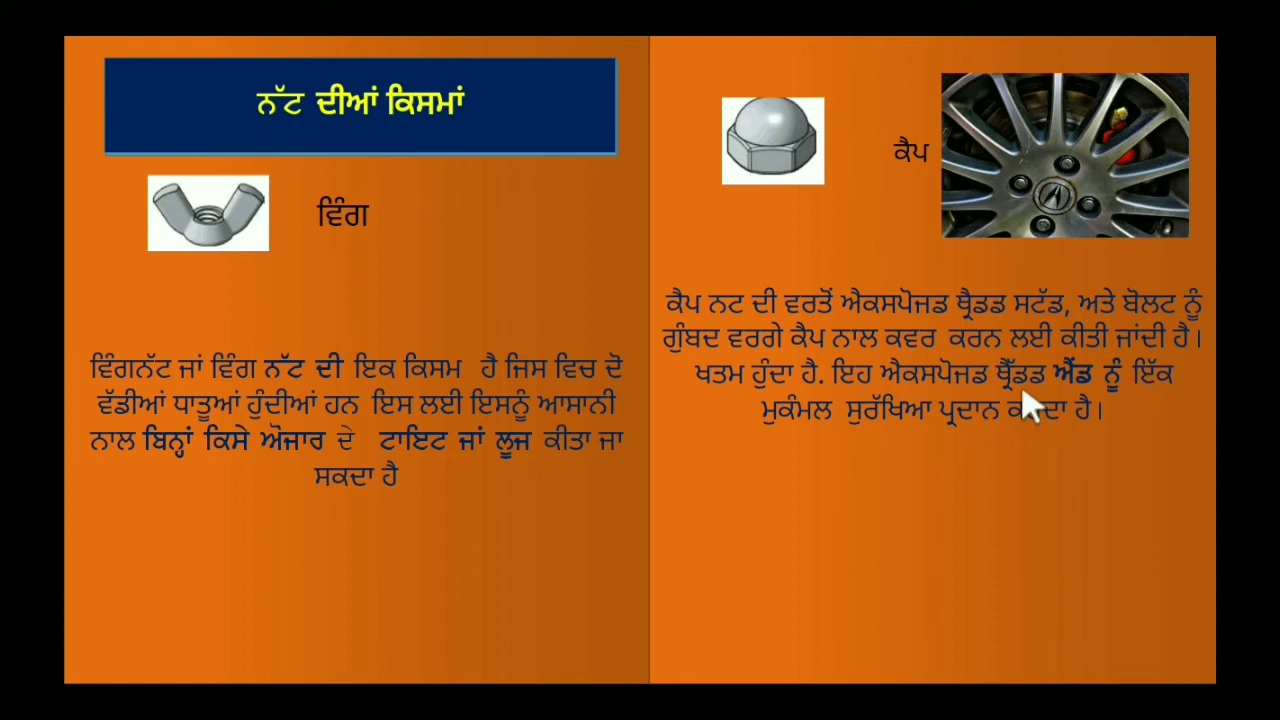 ਨੱਟ ਦੀਆਂ ਕਿਸਮਾਂ
ਵਿੰਗ
ਵਿੰਗਨੱਟ ਜਾਂ ਵਿੰਗ ਨੱਟ ਦੀ ਇਕ ਕਿਸਮ ਹੈ ਜਿਸ ਵਿਚ ਦੋ
ਵੱਡੀਆਂ ਧਾਤੂਆਂ ਹੁੰਦੀਆਂ ਹਨ ਇਸ ਲਈ ਇਸਨੂੰ ਆਸਾਨੀ
ਨਾਲ ਬਿਨ੍ਹਾਂ ਕਿਸੇ ਅੋਜਾਰ ਦੇ ਟਾਇਟ ਜਾਂ ਲੂਜ ਕੀਤਾ ਜਾ
ਸਕਦਾ ਹੈ
ਕੈਪ
ਕੈਪ ਨਟ ਦੀ ਵਰਤੋਂ ਐਕਸਪੋਜਡ ਥ੍ਰੈਡਡ ਸਟੱਡ, ਅਤੇ ਬੋਲਟ ਨੂੰ
ਗੁੰਬਦ ਵਰਗੇ ਕੈਪ ਨਾਲ ਕਵਰ ਕਰਨ ਲਈ ਕੀਤੀ ਜਾਂਦੀ ਹੈ।
ਖਤਮ ਹੁੰਦਾ ਹੈ. ਇਹ ਐਕਸਪੋਜਡ ਥ੍ਰੈੱਡਡ ਐਂਡ ਨੂੰ ਇੱਕ
ਮੁਕੰਮਲ ਸੁਰੱਖਿਆ ਪ੍ਰਦਾਨ ਕਰਦਾ ਹੈ।